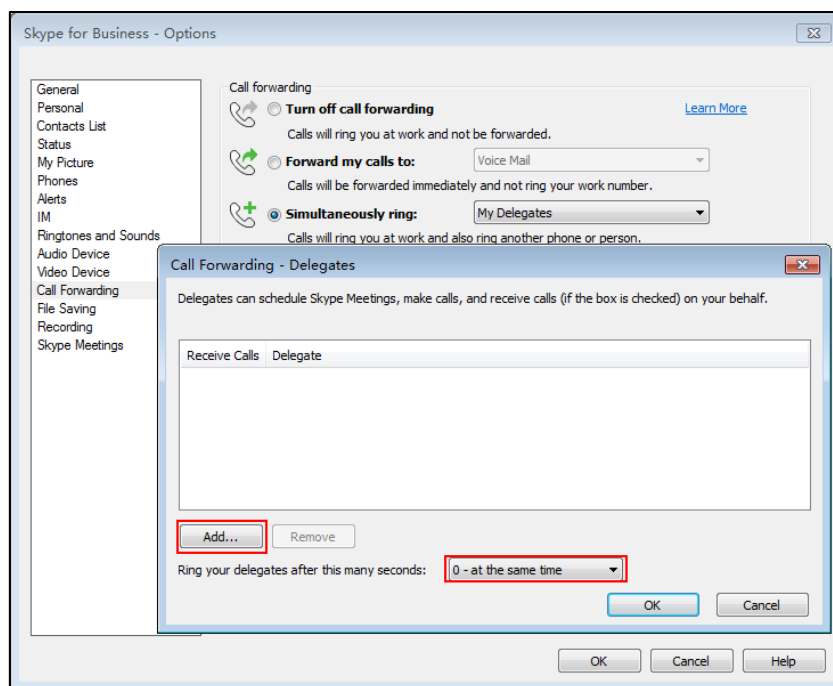 Skype for Business - Options
General
Personal
Contacts List
Status
My Picture
Phones
Alerts
IM
Ringtones and Sounds
Audio Device
Video Device
Call Forwarding
File Saving
Recording
Skype Meetings
Call forwarding
Turn off call forwarding
Learn More
Calls will ring you at work and not be forwarded.
Forward my calls to:
Voice Mail
Calls will be forwarded immediately and not ring your work number.
Simultaneously ring:
My Delegates
Calls will ring you at work and also ring another phone or person.
Call Forwarding - Delegates
Delegates can schedule Skype Meetings, make calls, and receive calls (if the box is checked) on your behalf.
Receive Calls Delegate
Add... Remove
Ring your delegates after this many seconds: 0 - at the same time
OK Cancel
OK Cancel Help